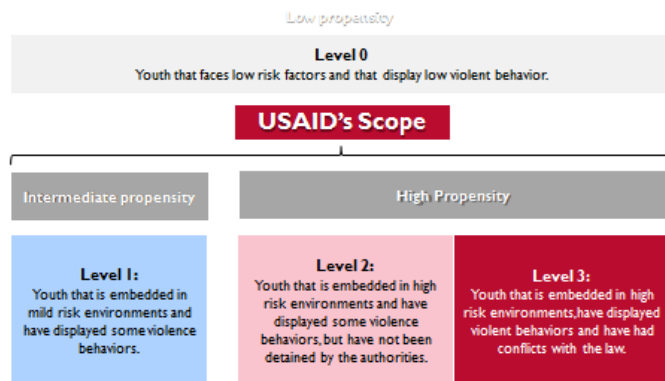 Low propensity
Level 0
Youth that faces low risk factors and that display low violent behavior.
USAID's Scope
Intermediate propensity
High Propensity
Level 1:
Youth that is embedded in
mild risk environments and
have displayed some violence
behaviors.
Level 2:
Youth that is embedded in high
risk environments and have
displayed some violence
behaviors, but have not been
detained by the authorities.
Level 3:
Youth that is embedded in high
risk environments, have displayed
violent behaviors and have had
conflicts with the law.